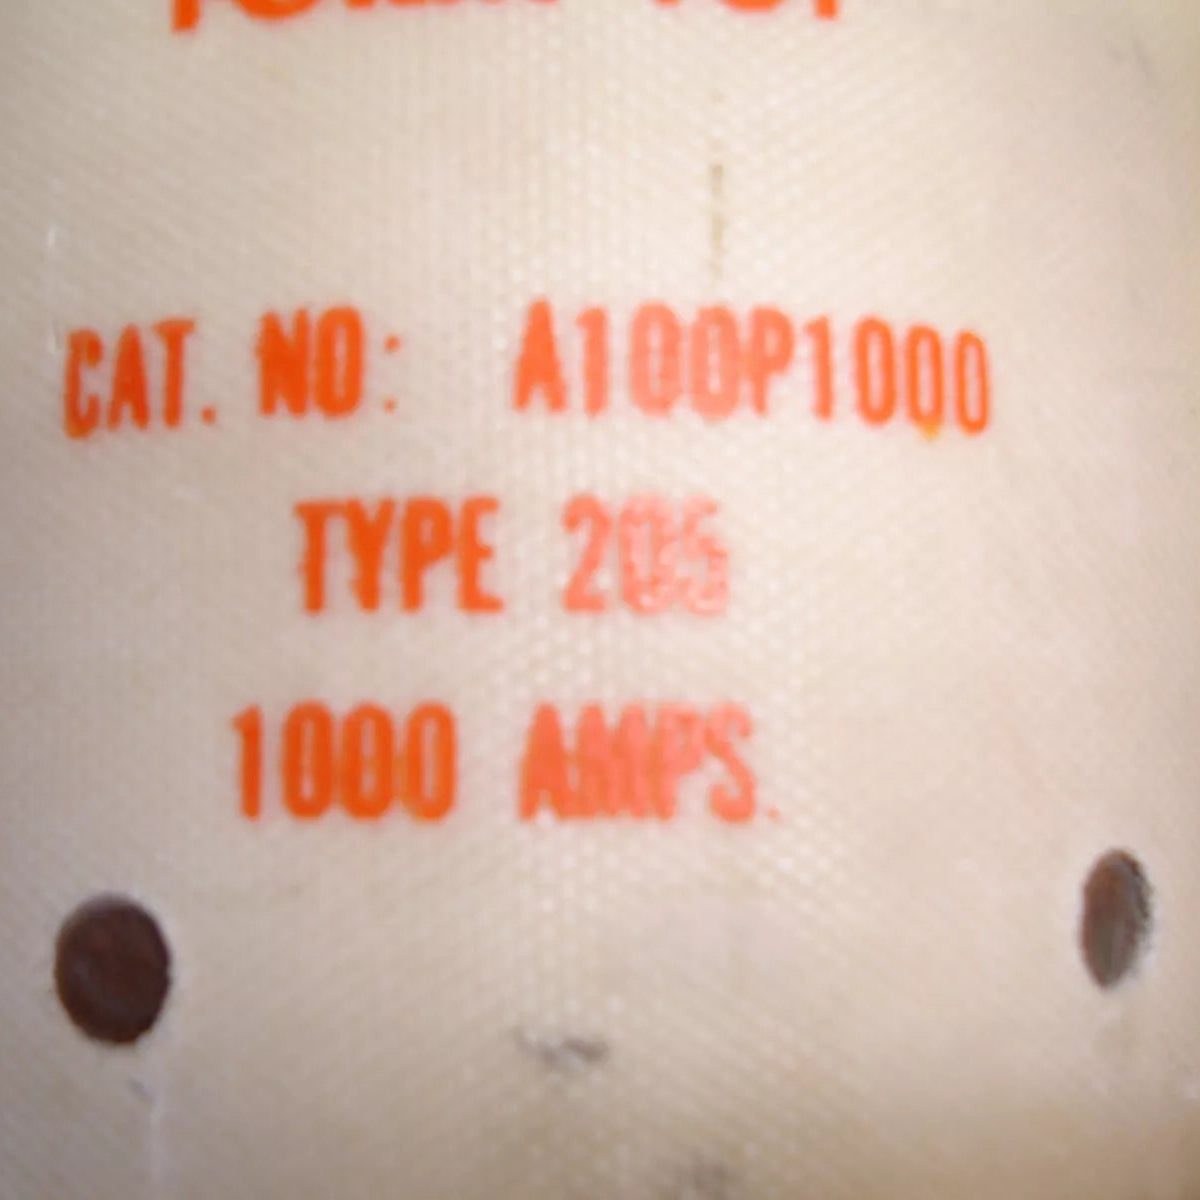 CAT. NO: A100P1000
TYPE 205
1000 AMPS.